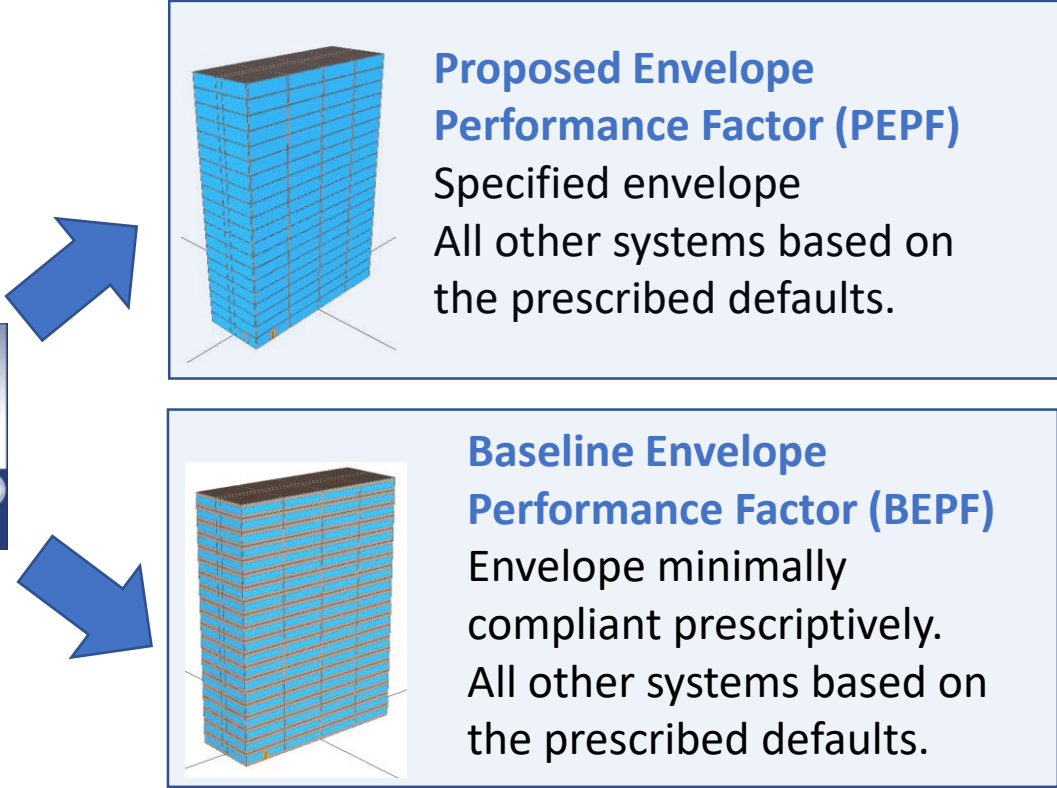 Proposed Envelope
Performance Factor (PEPF)
Specified envelope
All other systems based on
the prescribed defaults.
Baseline Envelope
Performance Factor (BEPF)
Envelope minimally
compliant prescriptively.
All other systems based on
the prescribed defaults.